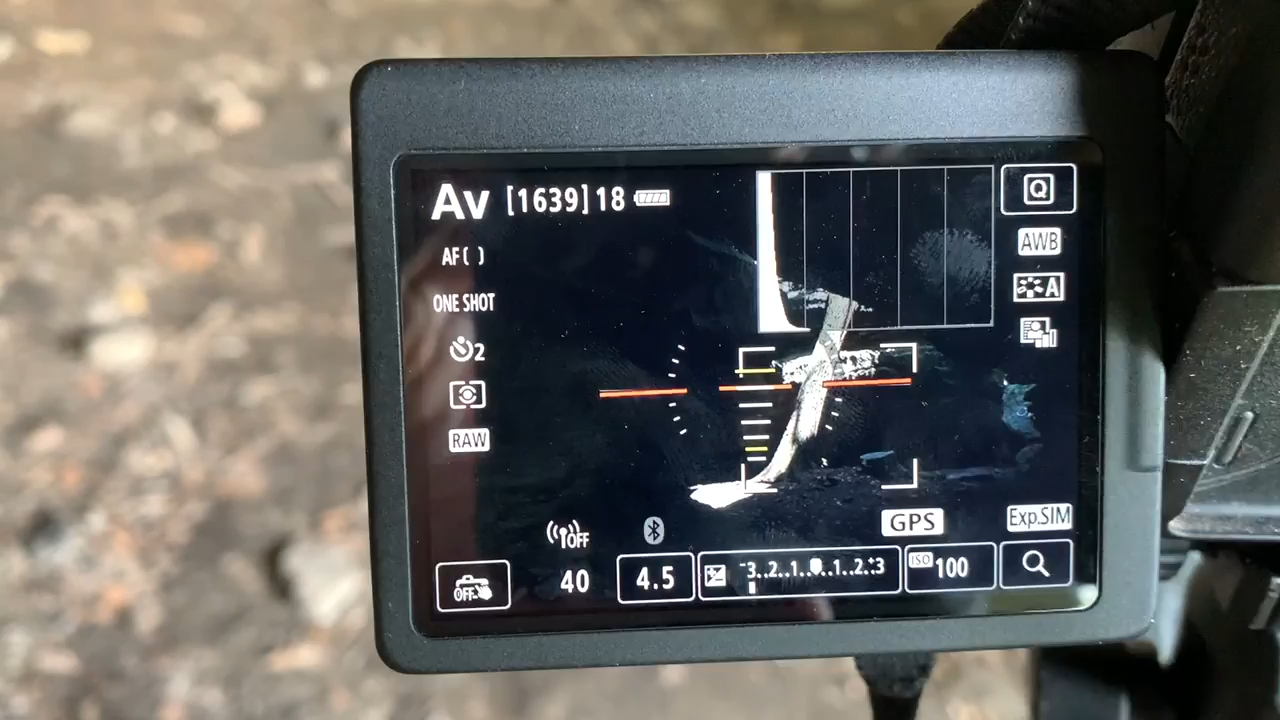 Av [1639] 18
Q
AF( )
AWB
ONE SHOT
A
2
RAW
OFF
GPS
Exp.SIM
OFF
40
4.5
-3..2..1..0..1..2..+3
ISO 100